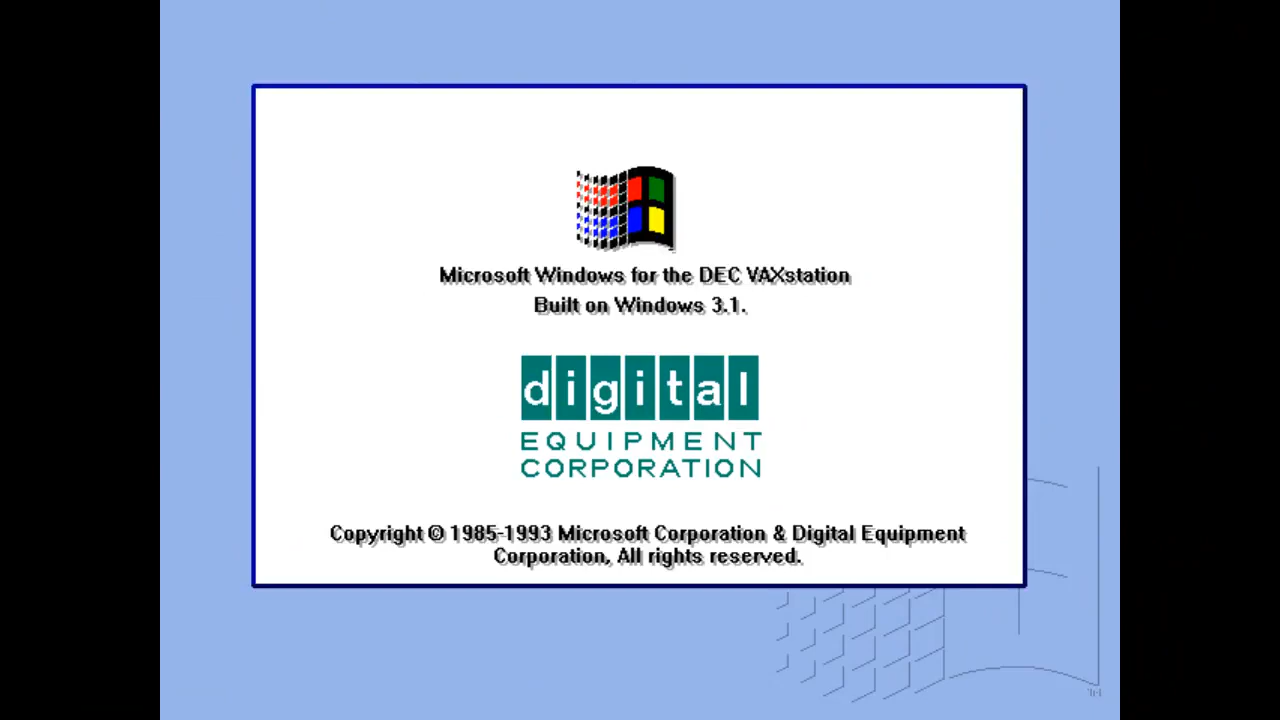 Microsoft Windows for the DEC VAXstation
Built on Windows 3.1.
digital
EQUIPMENT
CORPORATION
Copyright © 1985-1993 Microsoft Corporation & Digital Equipment
Corporation, All rights reserved.
TM